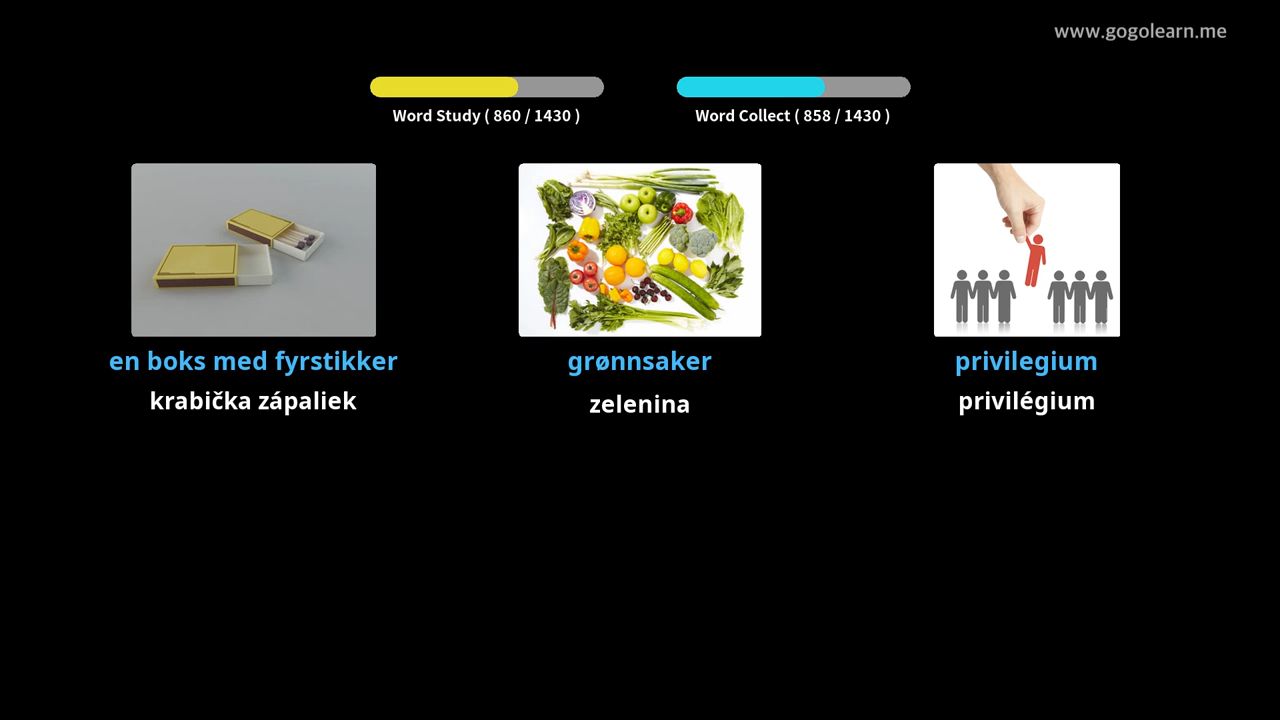 www.gogolearn.me
Word Study ( 860 / 1430 )
Word Collect ( 858 / 1430 )
en boks med fyrstikker
krabička zápaliek
grønnsaker
zelenina
privilegium
privilégium